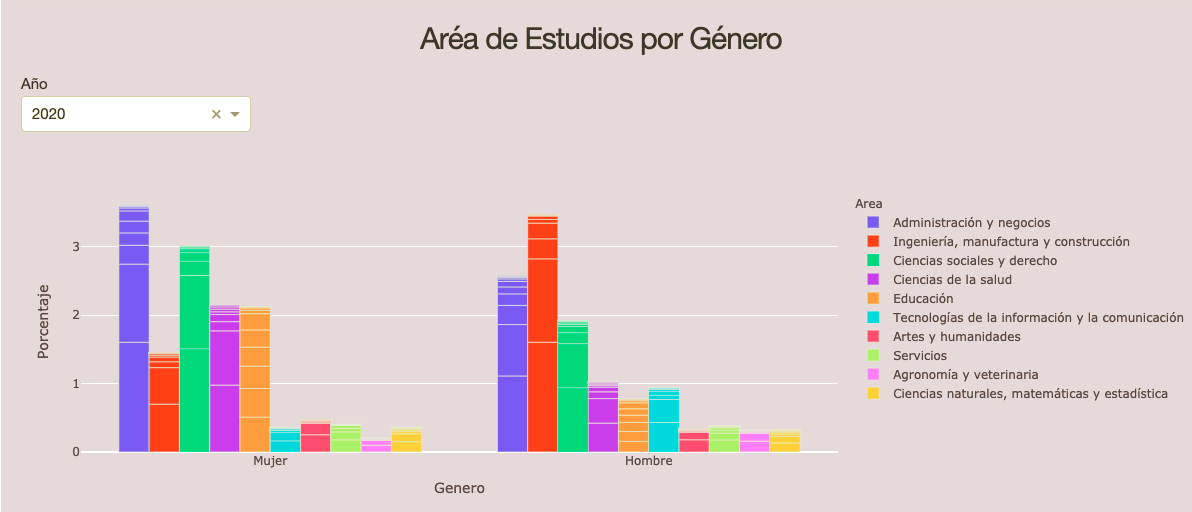 Aréa de Estudios por Género
Año
2020
Porcentaje
3
2
1
0
Mujer
Hombre
Genero
Area
Administración y negocios
Ingeniería, manufactura y construcción
Ciencias sociales y derecho
Ciencias de la salud
Educación
Tecnologías de la información y la comunicación
Artes y humanidades
Servicios
Agronomía y veterinaria
Ciencias naturales, matemáticas y estadística